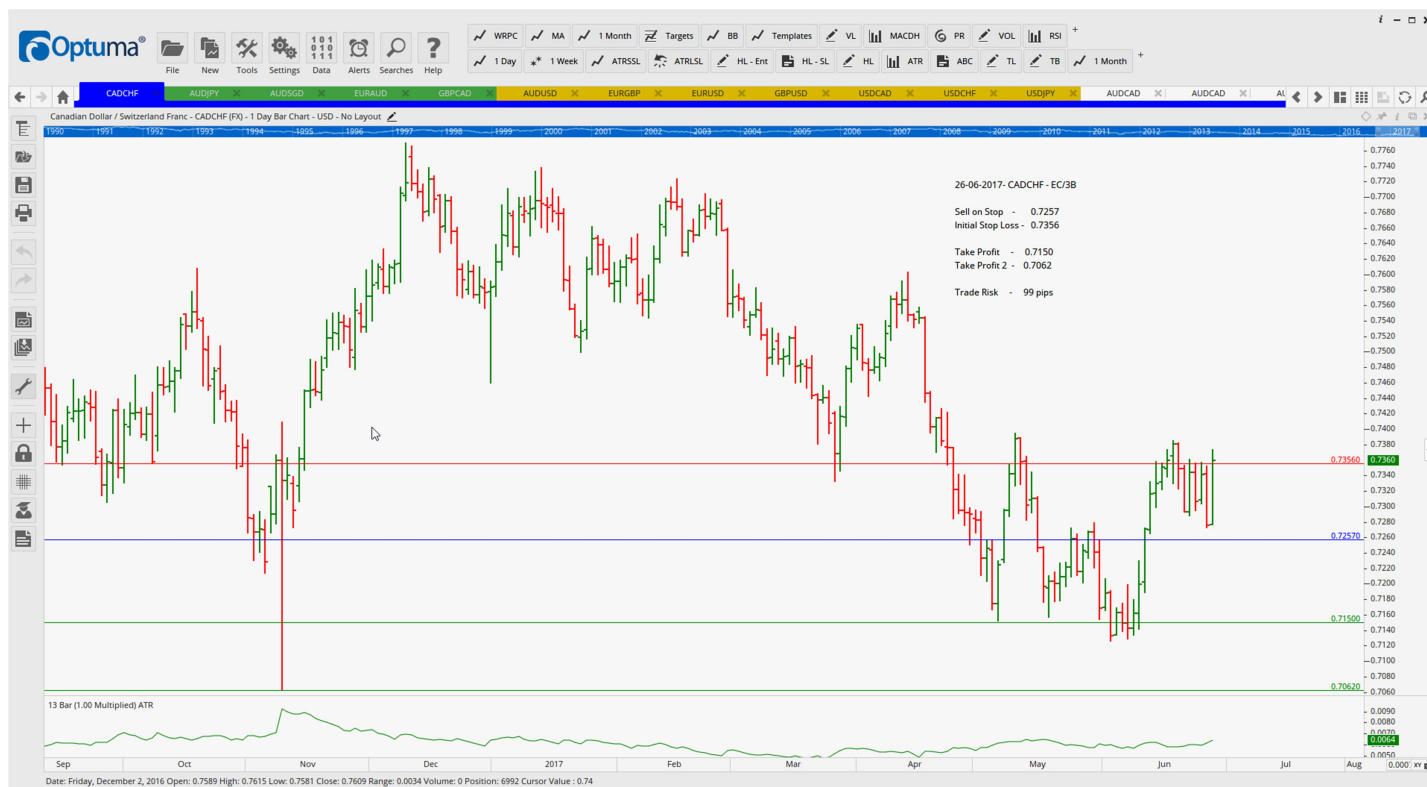 Optuma®
File
New
Tools
Settings
Data
Alerts
Searches
Help
WRPC
MA
1 Month
Targets
BB
Templates
VL
MACDH
PR
VOL
RSI
1 Day
1 Week
ATRSSL
ATRLSL
HL - Ent
HL - SL
HL
ATR
ABC
TL
TB
1 Month
CADCHF
AUDJPY
AUDSGD
EURAUD
GBPCAD
AUDUSD
EURGBP
EURUSD
GBPUSD
USDCAD
USDCHF
USDJPY
AUDCAD
AUDCAD
Canadian Dollar / Switzerland Franc - CADCHF (FX) - 1 Day Bar Chart - USD - No Layout
1990 1991 1992 1993 1994 1995 1996 1997 1998 1999 2000 2001 2002 2003 2004 2005 2006 2007 2008 2009 2010 2011 2012 2013 2014 2015 2016 2017
26-06-2017- CADCHF - EC/3B
Sell on Stop - 0.7257
Initial Stop Loss - 0.7356
Take Profit - 0.7150
Take Profit 2 - 0.7062
Trade Risk - 99 pips
0.7760
0.7740
0.7720
0.7700
0.7680
0.7660
0.7640
0.7620
0.7600
0.7580
0.7560
0.7540
0.7520
0.7500
0.7480
0.7460
0.7440
0.7420
0.7400
0.7380
0.73560
0.7360
0.7340
0.7320
0.7300
0.7280
0.72570
0.7260
0.7240
0.7220
0.7200
0.7180
0.7160
0.71500
0.7140
0.7120
0.7100
0.7080
0.70620
0.7060
13 Bar (1.00 Multiplied) ATR
0.0090
0.0080
0.0070
0.0064
0.0050
Sep Oct Nov Dec 2017 Feb Mar Apr May Jun Jul Aug
XY
Date: Friday, December 2, 2016 Open: 0.7589 High: 0.7615 Low: 0.7581 Close: 0.7609 Range: 0.0034 Volume: 0 Position: 6992 Cursor Value : 0.74